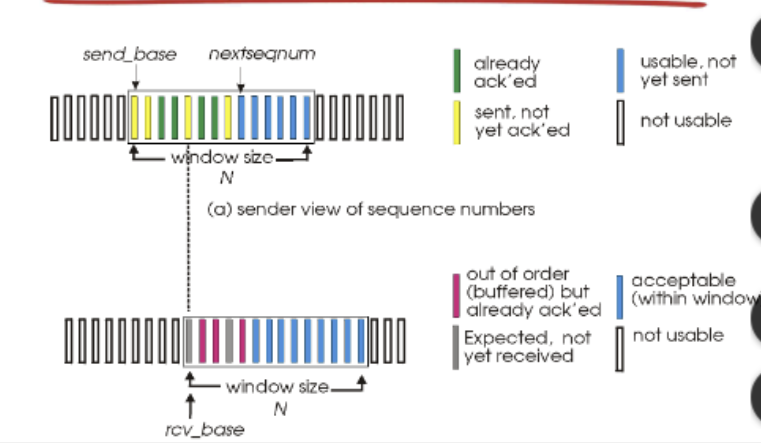 send_base nextseqnum
already
ack'ed
usable, not
yet sent
sent, not
yet ack'ed
not usable
window size
N
(a) sender view of sequence numbers
out of order
(buffered) but
already ack'ed
acceptable
(within window
Expected, not
yet received
not usable
window size
N
rcv_base